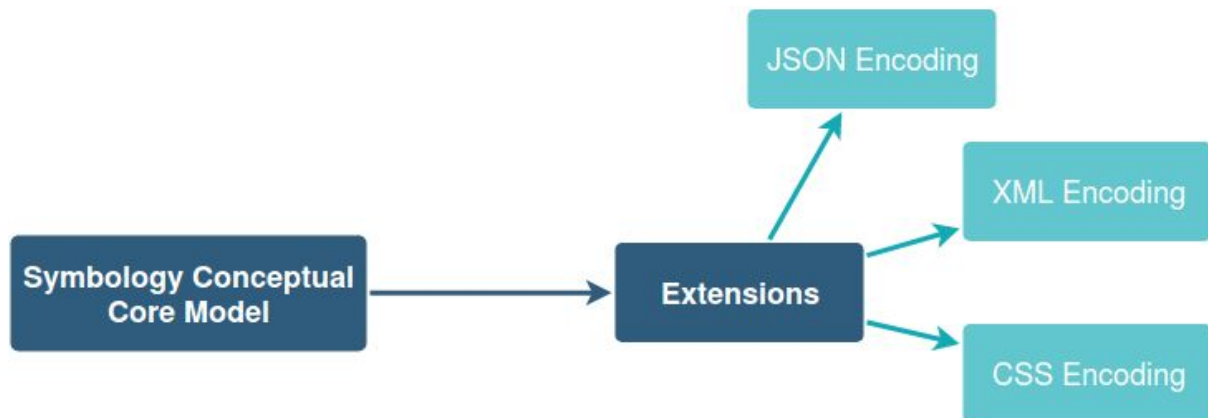 JSON Encoding
XML Encoding
Symbology Conceptual
Core Model
Extensions
CSS Encoding